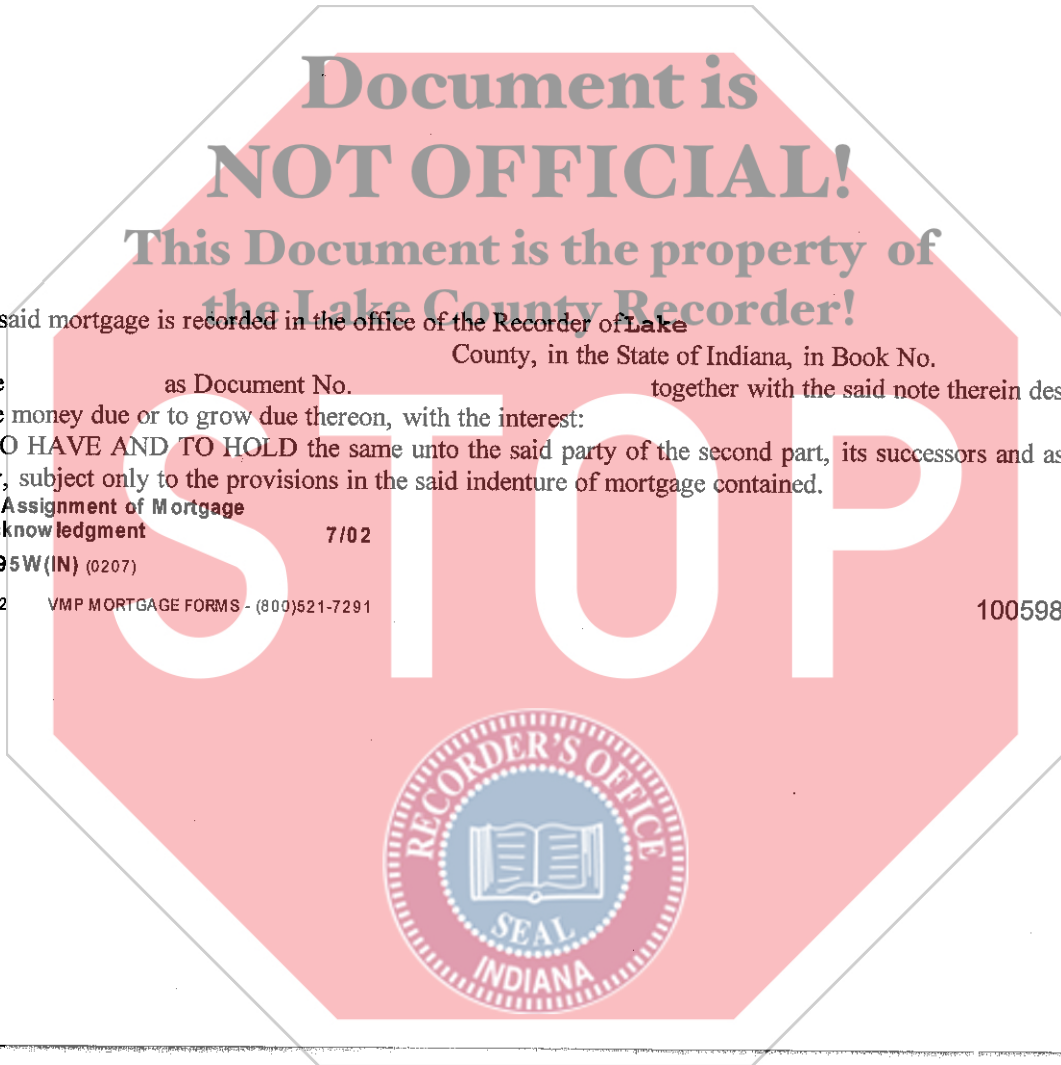 Document is
NOT OFFICIAL!
This Document is the property of
the Lake County Recorder!
said mortgage is recorded in the office of the Recorder of Lake
County, in the State of Indiana, in Book No.
as Document No. together with the said note therein des
money due or to grow due thereon, with the interest:
O HAVE AND TO HOLD the same unto the said party of the second part, its successors and as
, subject only to the provisions in the said indenture of mortgage contained.
Assignment of Mortgage
knowledgment 7/02
95W(IN) (0207)
2 VMP MORTGAGE FORMS - (800)521-7291
100598
STOP
RECORDER'S OFFICE
SEAL
INDIANA